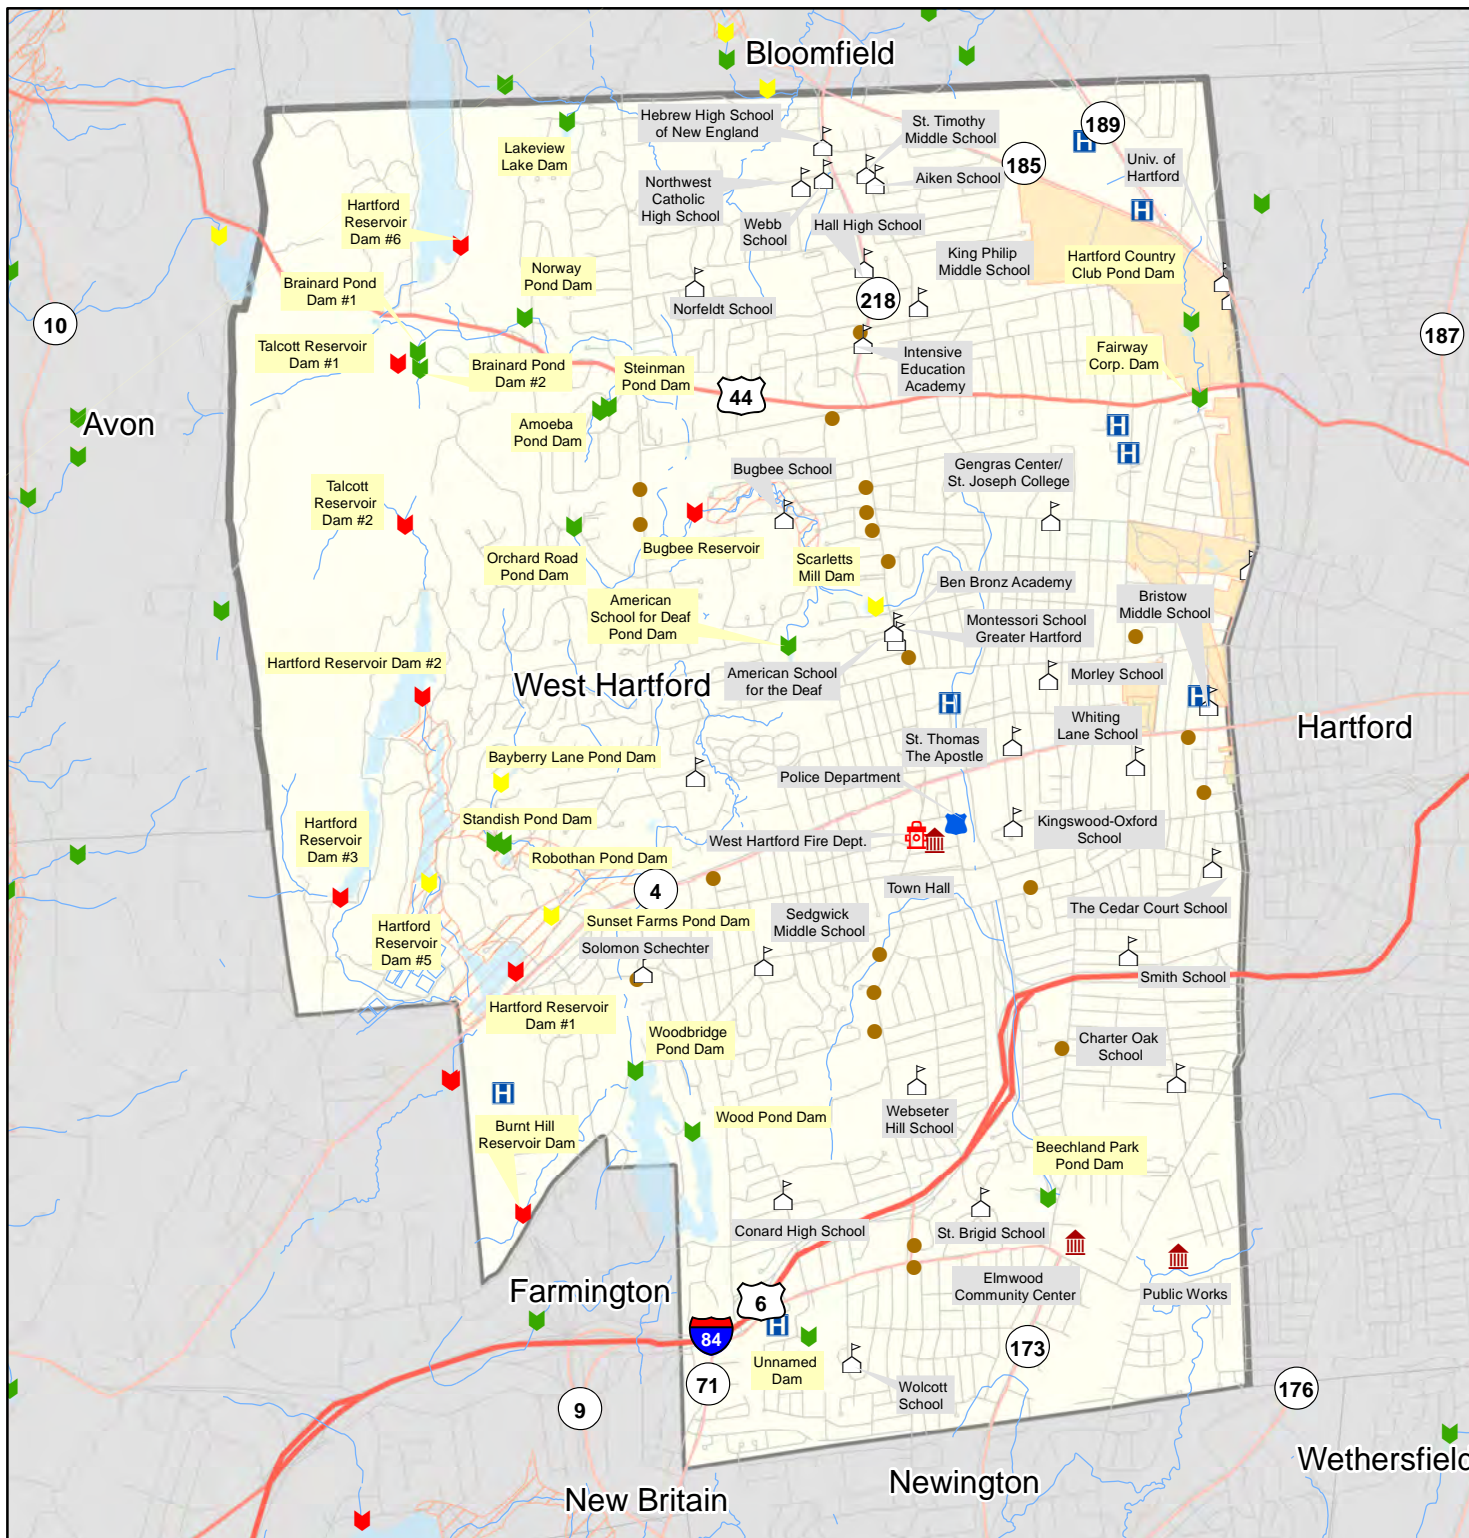 Bloomfield
Hebrew High School
of New England
St. Timothy
Middle School
189
H
Lakeview
Lake Dam
185
Univ. of
Hartford
Northwest
Catholic
High School
Aiken School
Hartford
Reservoir
Dam #6
Webb
School
Hall High School
H
King Philip
Middle School
Hartford Country
Club Pond Dam
Norway
Pond Dam
Brainard Pond
Dam #1
Norfeldt School
218
10
187
Talcott Reservoir
Dam #1
Brainard Pond
Dam #2
Steinman
Pond Dam
Intensive
Education
Academy
Fairway
Corp. Dam
44
Avon
Amoeba
Pond Dam
H
H
Bugbee School
Gengras Center/
St. Joseph College
Talcott
Reservoir
Dam #2
Orchard Road
Pond Dam
Bugbee Reservoir
Scarletts
Mill Dam
Ben Bronz Academy
Bristow
Middle School
American
School for Deaf
Pond Dam
Montessori School
Greater Hartford
Hartford Reservoir Dam #2
West Hartford
American School
for the Deaf
Morley School
H
H
Hartford
Whiting
Lane School
St. Thomas
The Apostle
Bayberry Lane Pond Dam
Police Department
Standish Pond Dam
Hartford
Reservoir
Dam #3
Kingswood-Oxford
School
West Hartford Fire Dept.
Robothan Pond Dam
4
Town Hall
The Cedar Court School
Sunset Farms Pond Dam
Sedgwick
Middle School
Hartford
Reservoir
Dam #5
Solomon Schechter
Smith School
Hartford Reservoir
Dam #1
Woodbridge
Pond Dam
Charter Oak
School
H
Wood Pond Dam
Webseter
Hill School
Burnt Hill
Reservoir Dam
Beechland Park
Pond Dam
Conard High School
St. Brigid School
Farmington
Elmwood
Community Center
Public Works
6
H
84
173
Unnamed
Dam
71
Wolcott
School
176
9
Wethersfield
Newington
New Britain